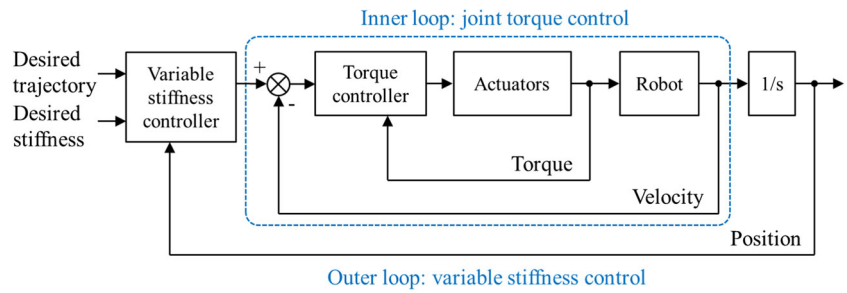 Inner loop: joint torque control
Desired
trajectory
Desired
stiffness
Variable
stiffness
controller
+
-
Torque
controller
Actuators
Robot
1/s
Torque
Velocity
Position
Outer loop: variable stiffness control